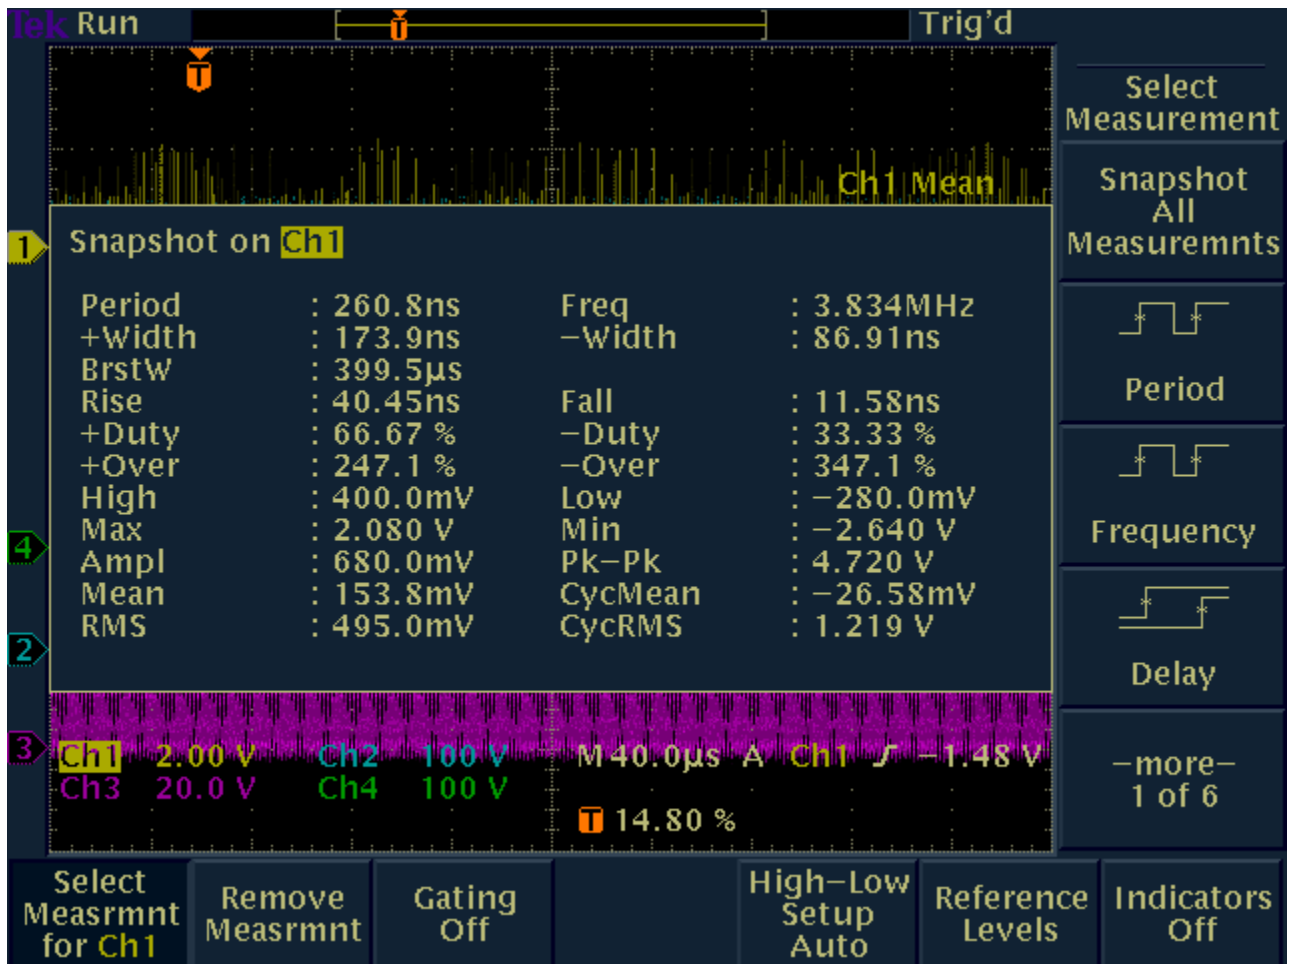 Tek Run Trig'd
T
T
Select
Measurement
Ch1 Mean
Snapshot
All
Measuremnts
1
Snapshot on Ch1
Period : 260.8ns Freq : 3.834MHz
+Width : 173.9ns −Width : 86.91ns
BrstW : 399.5µs
Rise : 40.45ns Fall : 11.58ns
+Duty : 66.67 % −Duty : 33.33 %
+Over : 247.1 % −Over : 347.1 %
High : 400.0mV Low : −280.0mV
Max : 2.080 V Min : −2.640 V
Ampl : 680.0mV Pk−Pk : 4.720 V
Mean : 153.8mV CycMean : −26.58mV
RMS : 495.0mV CycRMS : 1.219 V
Period
Frequency
4
2
Delay
3
Ch1 2.00 V Ch2 100 V M 40.0µs A Ch1 −1.48 V
Ch3 20.0 V Ch4 100 V
T 14.80 %
−more−
1 of 6
Select
Measrmnt
for Ch1
Remove
Measrmnt
Gating
Off
High−Low
Setup
Auto
Reference
Levels
Indicators
Off